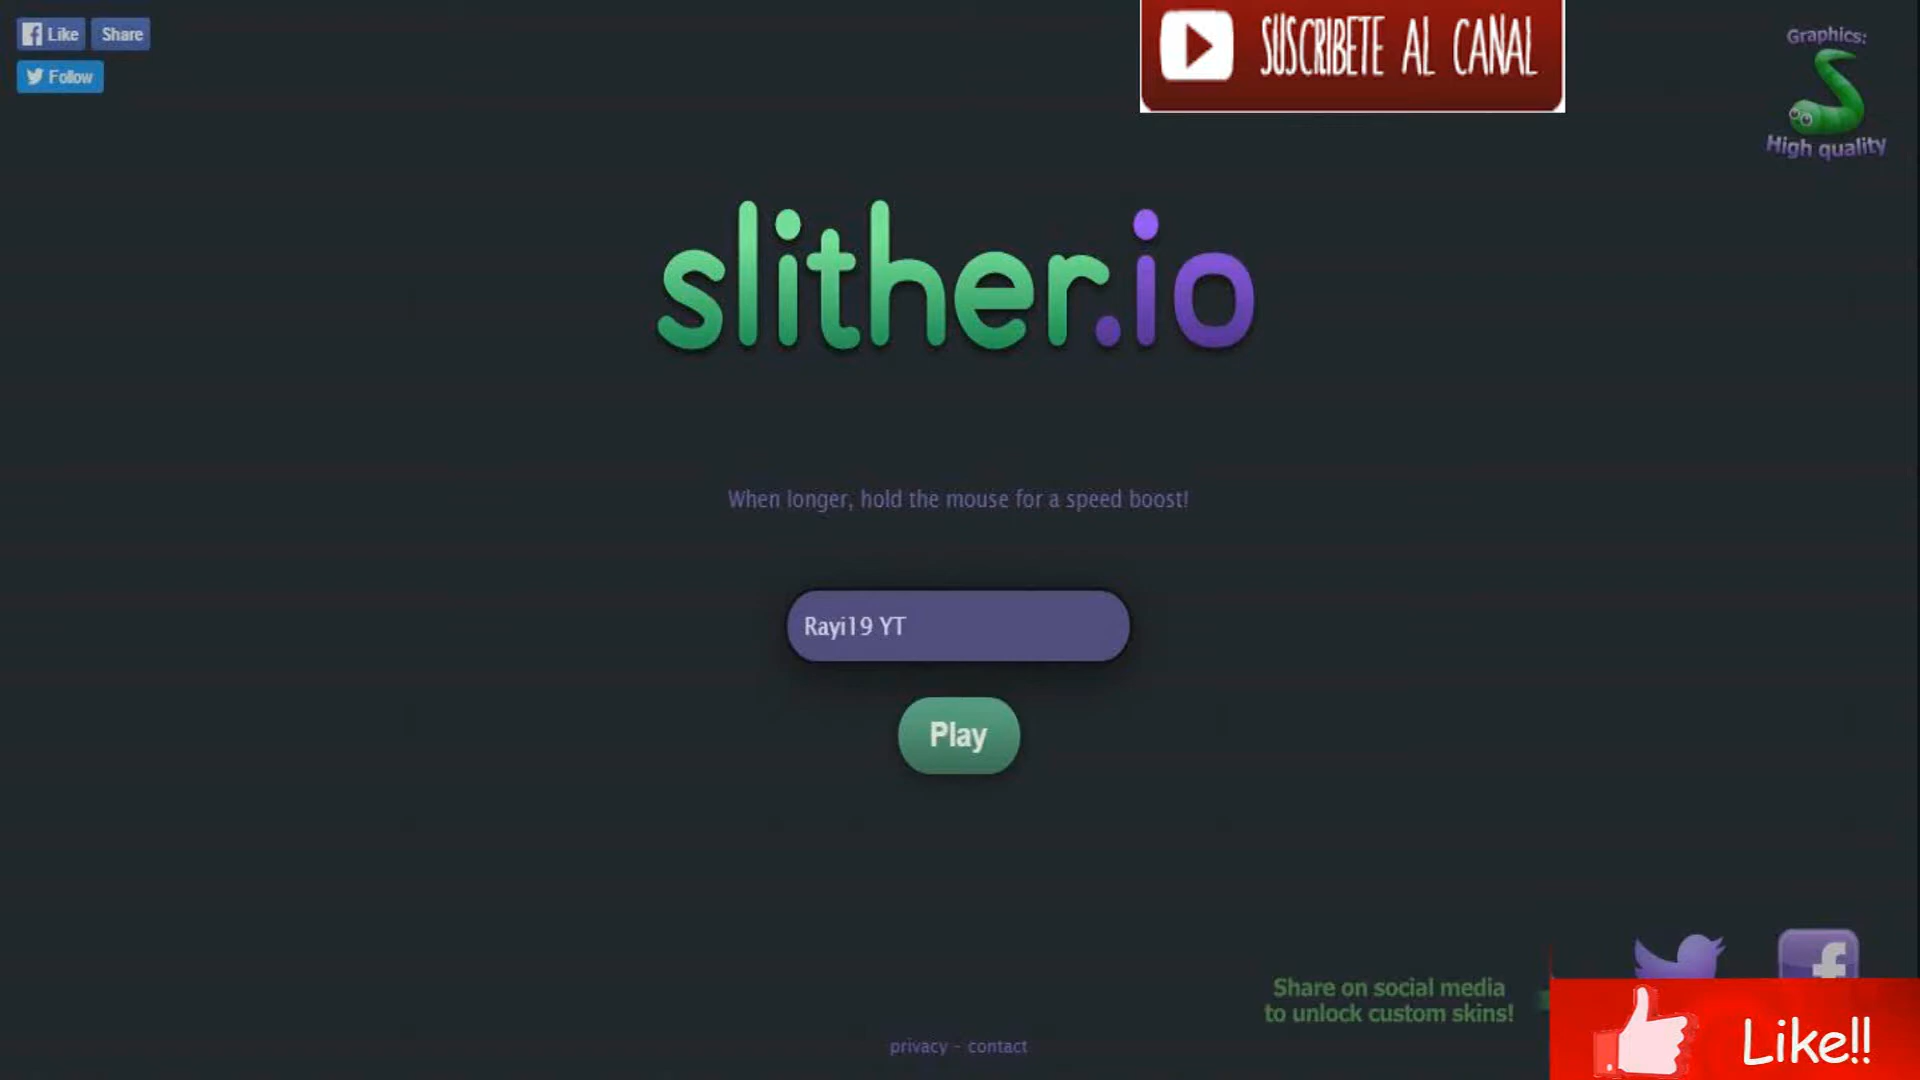 Like Share
Follow
SUSCRIBETE AL CANAL
Graphics:
High quality
slither.io
When longer, hold the mouse for a speed boost!
Rayi19 YT
Play
Share on social media
to unlock custom skins!
privacy - contact
Like!!